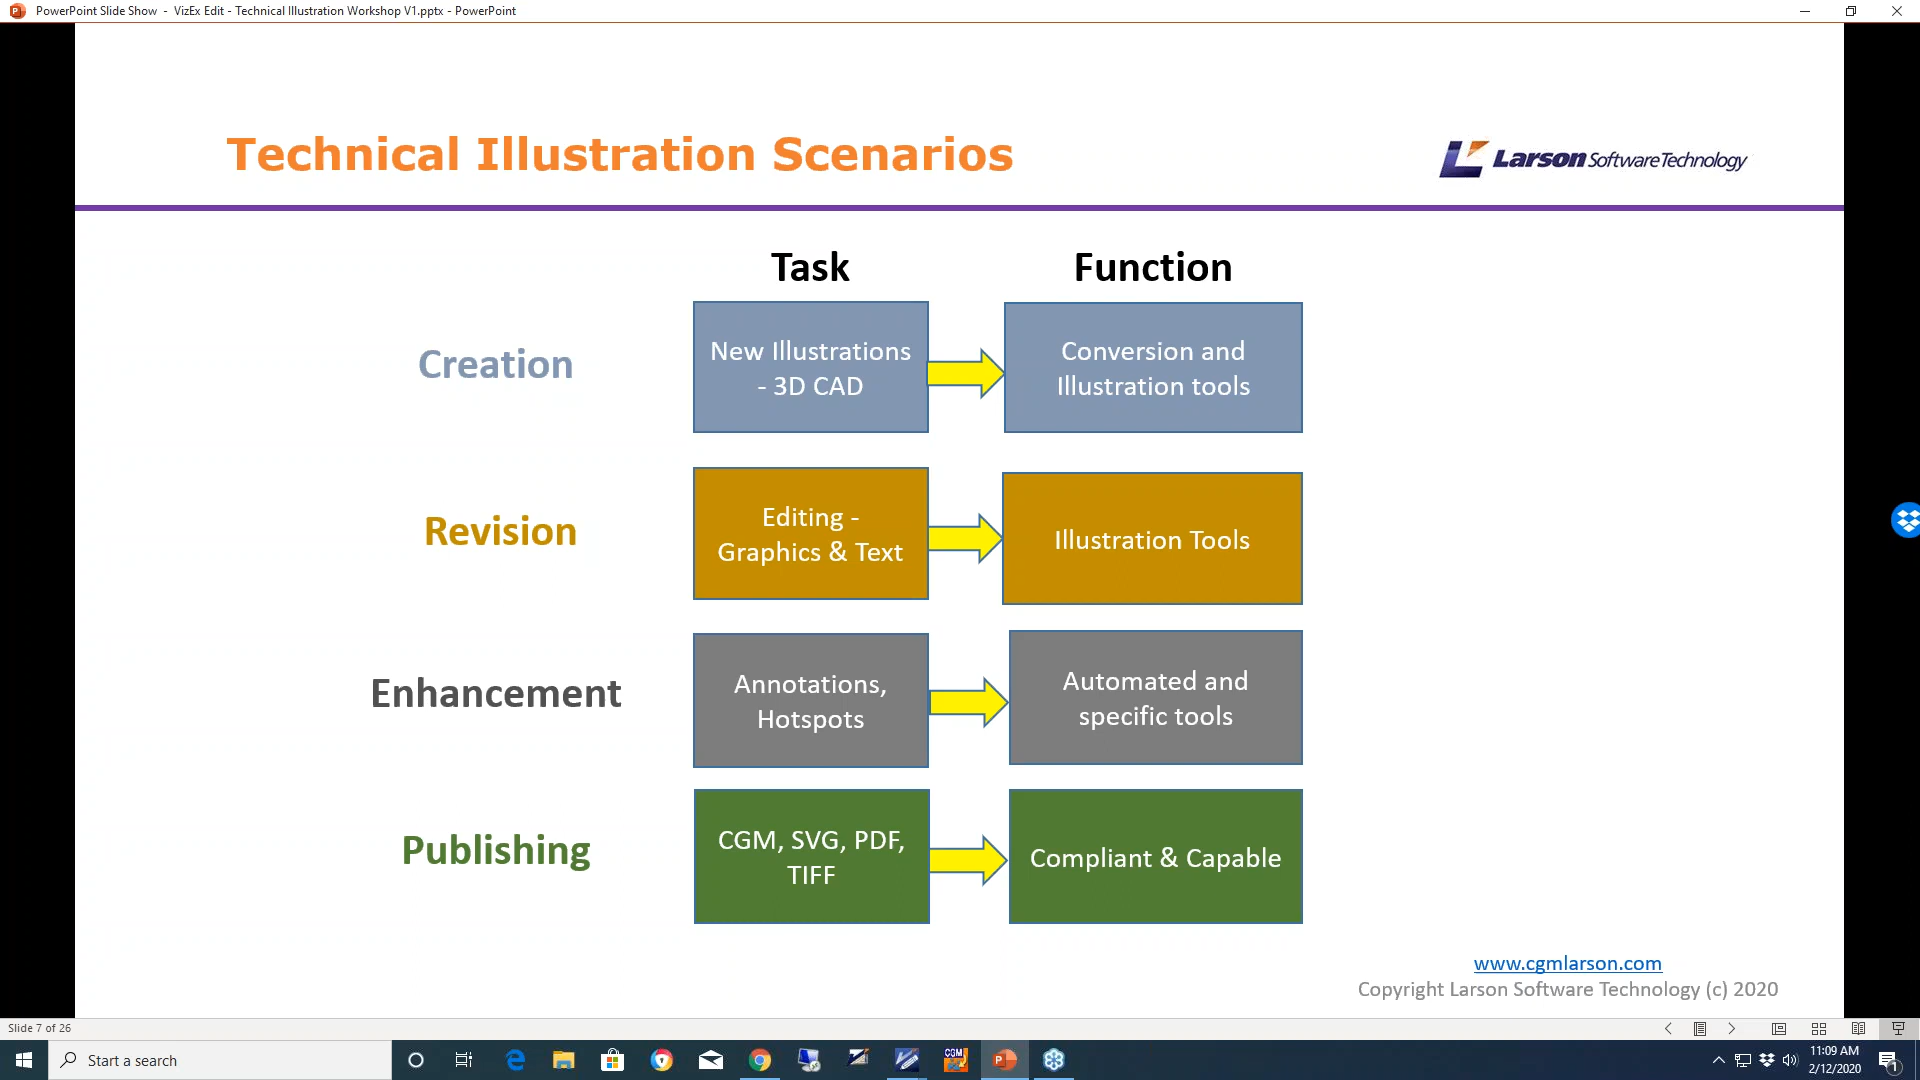 PowerPoint Slide Show - VizEx Edit - Technical Illustration Workshop V1.pptx - PowerPoint
Technical Illustration Scenarios
Larson Software Technology
Task
Function
Creation
New Illustrations
- 3D CAD
Conversion and
Illustration tools
Revision
Editing -
Graphics & Text
Illustration Tools
Enhancement
Annotations,
Hotspots
Automated and
specific tools
Publishing
CGM, SVG, PDF,
TIFF
Compliant & Capable
www.cgmlarson.com
Copyright Larson Software Technology (c) 2020
Slide 7 of 26
Start a search
CGM
11:09 AM
2/12/2020
1